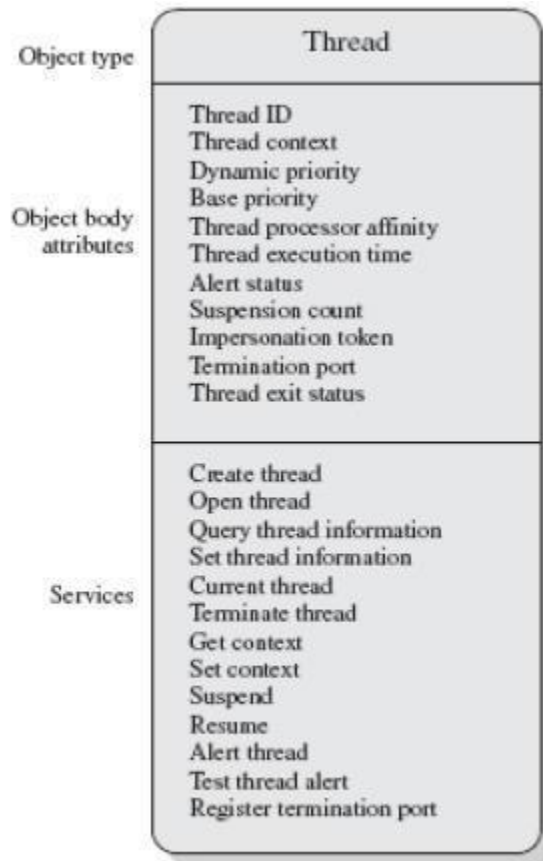 Object type
Thread
Object body
attributes
Thread ID
Thread context
Dynamic priority
Base priority
Thread processor affinity
Thread execution time
Alert status
Suspension count
Impersonation token
Termination port
Thread exit status
Services
Create thread
Open thread
Query thread information
Set thread information
Current thread
Terminate thread
Get context
Set context
Suspend
Resume
Alert thread
Test thread alert
Register termination port